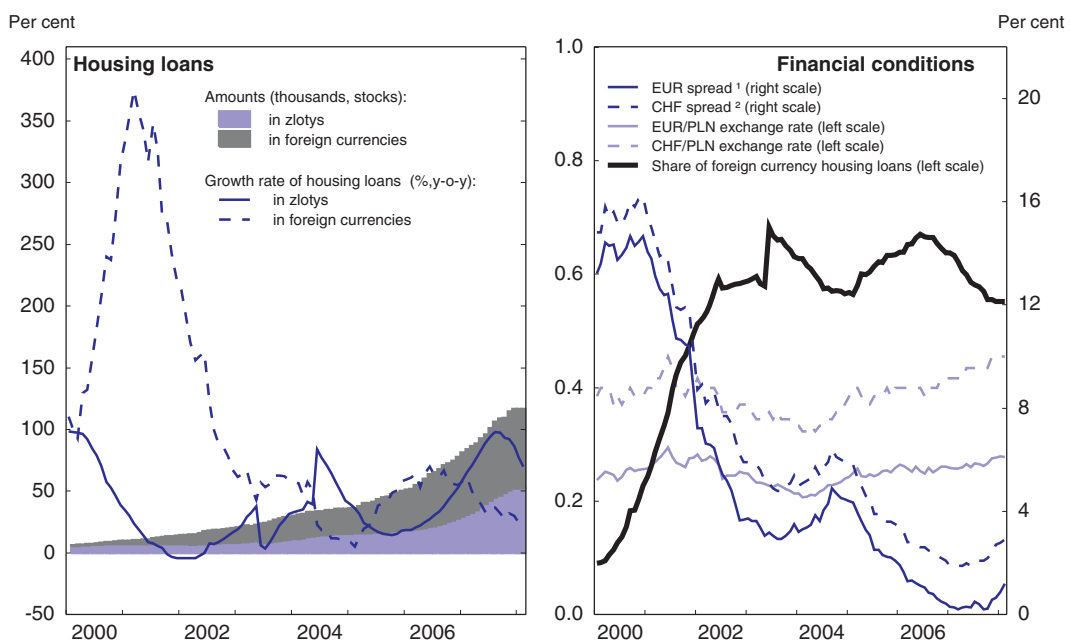 Per cent
400
350
300
250
200
150
100
50
0
-50
Housing loans
Amounts (thousands, stocks):
in zlotys
in foreign currencies
Growth rate of housing loans (%,y-o-y):
in zlotys
in foreign currencies
2000 2002 2004 2006
Per cent
1.0
0.8
0.6
0.4
0.2
0.0
Financial conditions
EUR spread ¹ (right scale)
CHF spread ² (right scale)
EUR/PLN exchange rate (left scale)
CHF/PLN exchange rate (left scale)
Share of foreign currency housing loans (left scale)
20
16
12
8
4
0
2000 2002 2004 2006